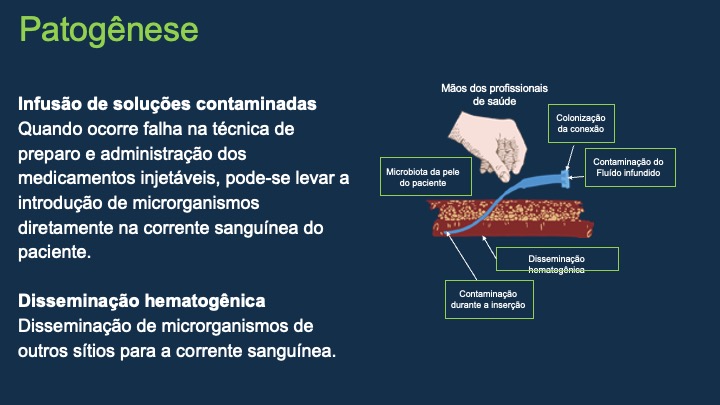 Patogênese
Infusão de soluções contaminadas
Quando ocorre falha na técnica de
preparo e administração dos
medicamentos injetáveis, pode-se levar a
introdução de microrganismos
diretamente na corrente sanguínea do
paciente.
Disseminação hematogênica
Disseminação de microrganismos de
outros sítios para a corrente sanguínea.
Mãos dos profissionais
de saúde
Colonização
da conexão
Contaminação do
Fluído infundido
Microbiota da pele
do paciente
Disseminação
hematogênica
Contaminação
durante a inserção